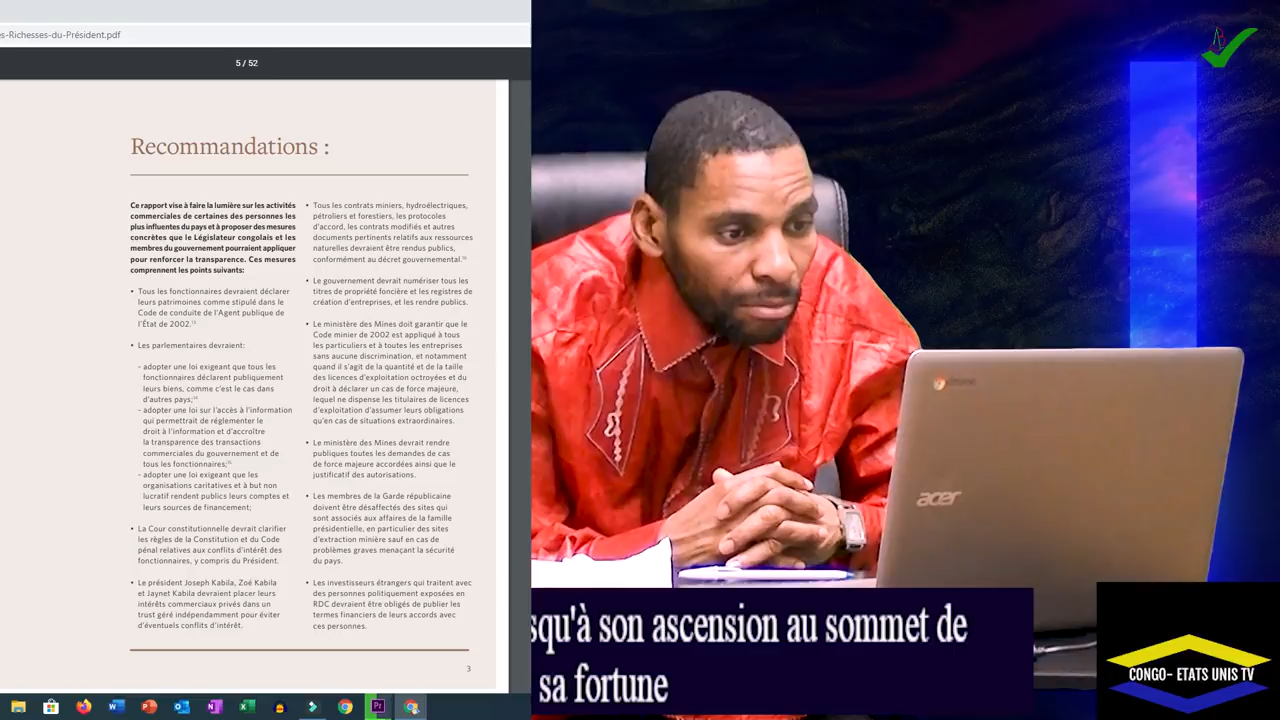 s-Richesses-du-Président.pdf
5 / 52
Recommandations :
Ce rapport vise à faire la lumière sur les activités
commerciales de certaines des personnes les
plus influentes du pays et à proposer des mesures
concrètes que le Législateur congolais et les
membres du gouvernement pourraient appliquer
pour renforcer la transparence. Ces mesures
comprennent les points suivants:
• Tous les fonctionnaires devraient déclarer
leurs patrimoines comme stipulé dans le
Code de conduite de l'Agent publique de
l'État de 2002.13
• Les parlementaires devraient:
- adopter une loi exigeant que tous les
fonctionnaires déclarent publiquement
leurs biens, comme c'est le cas dans
d'autres pays;14
- adopter une loi sur l'accès à l'information
qui permettrait de réglementer le
droit à l'information et d'accroître
la transparence des transactions
commerciales du gouvernement et de
tous les fonctionnaires;15
- adopter une loi exigeant que les
organisations caritatives et à but non
lucratif rendent publics leurs comptes et
leurs sources de financement;
• La Cour constitutionnelle devrait clarifier
les règles de la Constitution et du Code
pénal relatives aux conflits d'intérêt des
fonctionnaires, y compris du Président.
• Le président Joseph Kabila, Zoé Kabila
et Jaynet Kabila devraient placer leurs
intérêts commerciaux privés dans un
trust géré indépendamment pour éviter
d'éventuels conflits d'intérêt.
• Tous les contrats miniers, hydroélectriques,
pétroliers et forestiers, les protocoles
d'accord, les contrats modifiés et autres
documents pertinents relatifs aux ressources
naturelles devraient être rendus publics,
conformément au décret gouvernemental.16
• Le gouvernement devrait numériser tous les
titres de propriété foncière et les registres de
création d'entreprises, et les rendre publics.
• Le ministère des Mines doit garantir que le
Code minier de 2002 est appliqué à tous
les particuliers et à toutes les entreprises
sans aucune discrimination, et notamment
quand il s'agit de la quantité et de la taille
des licences d'exploitation octroyées et du
droit à déclarer un cas de force majeure,
lequel ne dispense les titulaires de licences
d'exploitation d'assumer leurs obligations
qu'en cas de situations extraordinaires.
• Le ministère des Mines devrait rendre
publiques toutes les demandes de cas
de force majeure accordées ainsi que le
justificatif des autorisations.
• Les membres de la Garde républicaine
doivent être désaffectés des sites qui
sont associés aux affaires de la famille
présidentielle, en particulier des sites
d'extraction minière sauf en cas de
problèmes graves menaçant la sécurité
du pays.
• Les investisseurs étrangers qui traitent avec
des personnes politiquement exposées en
RDC devraient être obligés de publier les
termes financiers de leurs accords avec
ces personnes.
3
chrome
acer
squ'à son ascension au sommet de
sa fortune
CONGO- ETATS UNIS TV